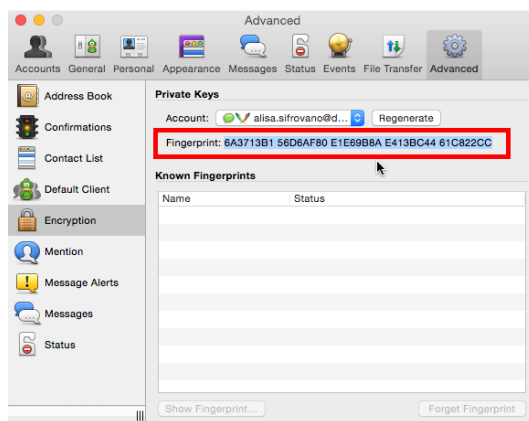 Advanced
Accounts General Personal Appearance Messages Status Events File Transfer Advanced
Address Book
Confirmations
Contact List
Default Client
Encryption
Mention
Message Alerts
Messages
Status
Private Keys
Account: alisa.sifrovano@d... Regenerate
Fingerprint: 6A3713B1 56D6AF80 E1E69B8A E413BC44 61C822CC
Known Fingerprints
Name Status
Show Fingerprint... Forget Fingerprint